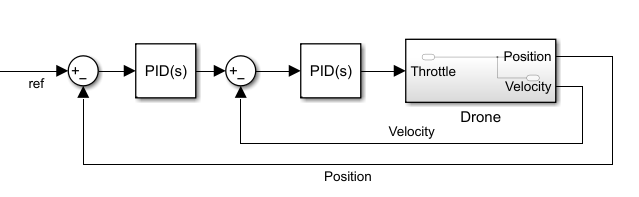 ref
+
−
PID(s)
+
−
PID(s)
Throttle
Position
Velocity
Drone
Velocity
Position